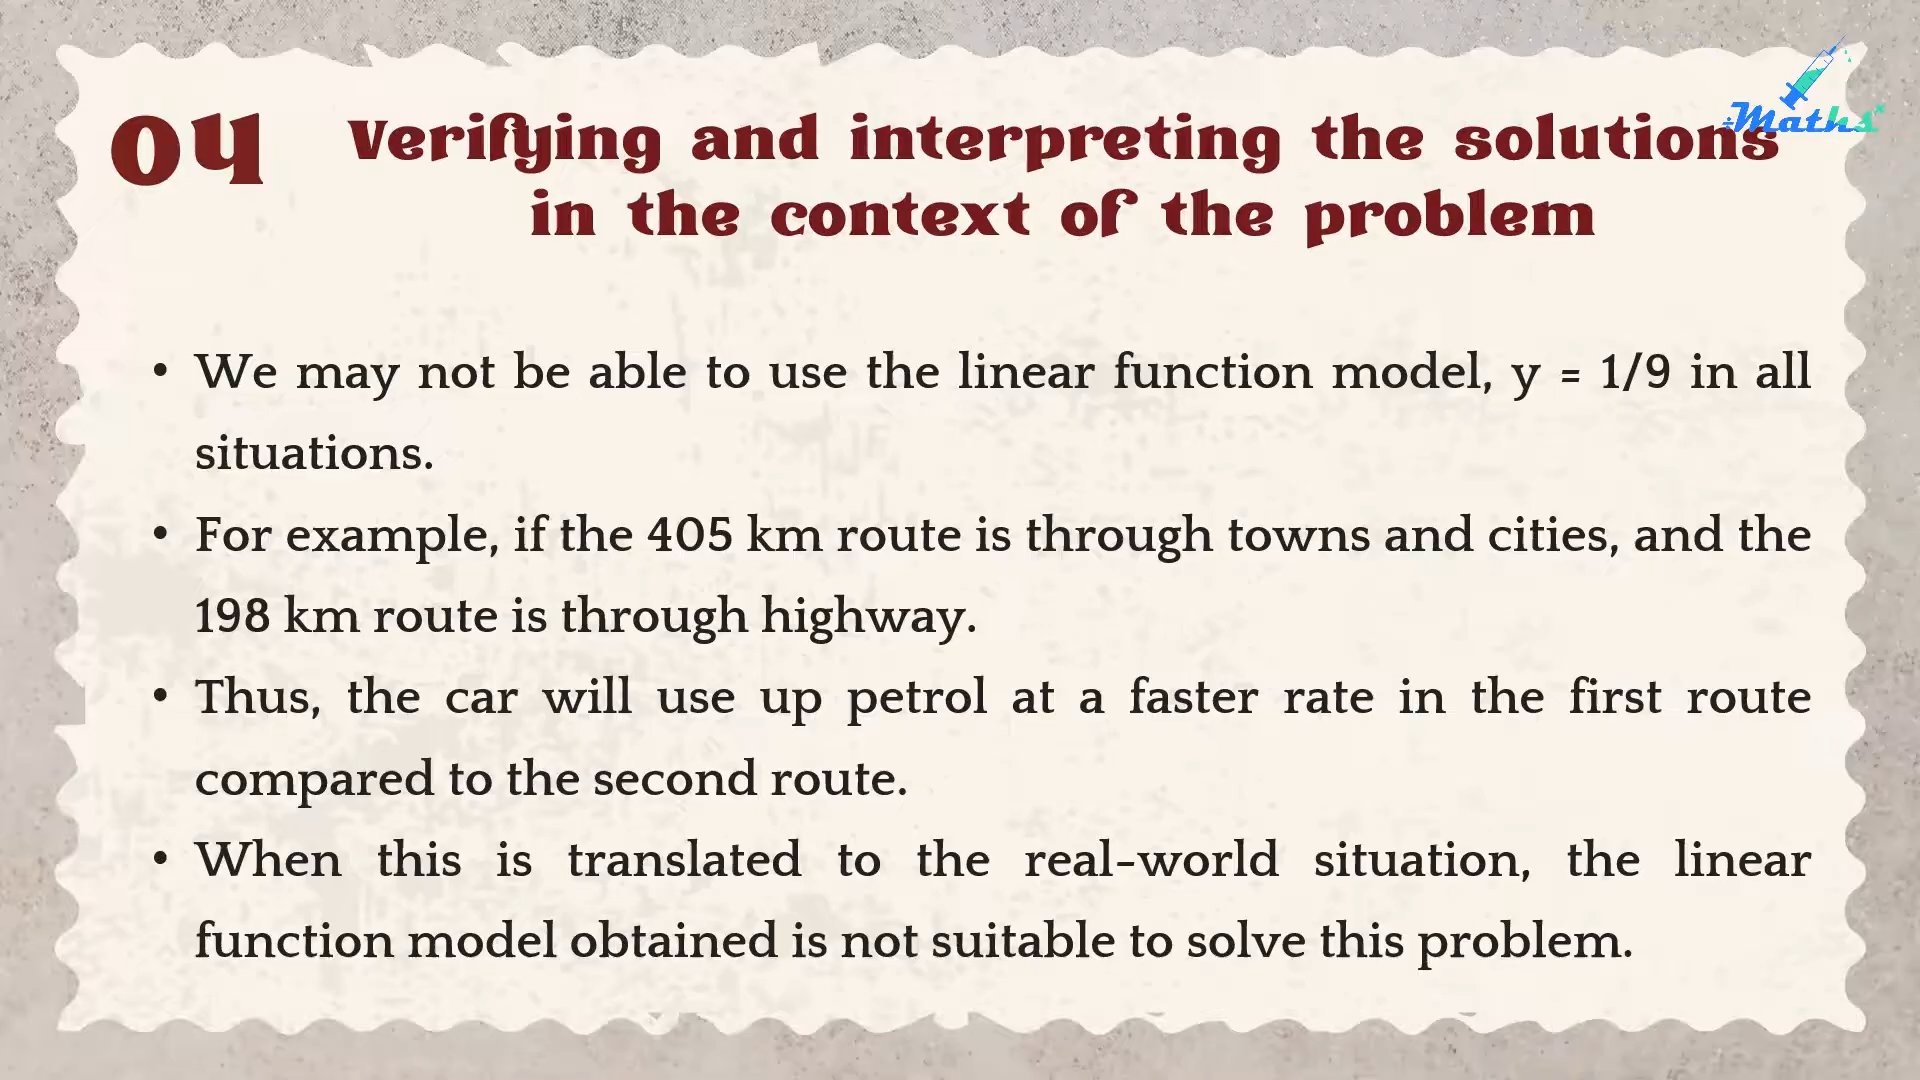 ÷Maths×
04 Verifying and interpreting the solutions
in the context of the problem
• We may not be able to use the linear function model, y = 1/9 in all
situations.
• For example, if the 405 km route is through towns and cities, and the
198 km route is through highway.
• Thus, the car will use up petrol at a faster rate in the first route
compared to the second route.
• When this is translated to the real-world situation, the linear
function model obtained is not suitable to solve this problem.